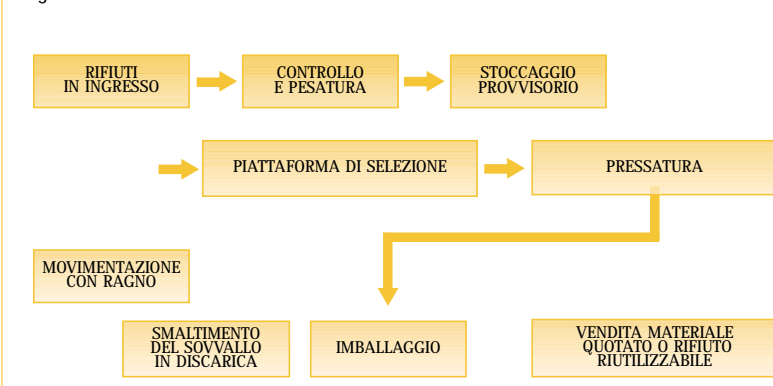 RIFIUTI
IN INGRESSO
CONTROLLO
E PESATURA
STOCCAGGIO
PROVVISORIO
PIATTAFORMA DI SELEZIONE
PRESSATURA
MOVIMENTAZIONE
CON RAGNO
SMALTIMENTO
DEL SOVVALLO
IN DISCARICA
IMBALLAGGIO
VENDITA MATERIALE
QUOTATO O RIFIUTO
RIUTILIZZABILE